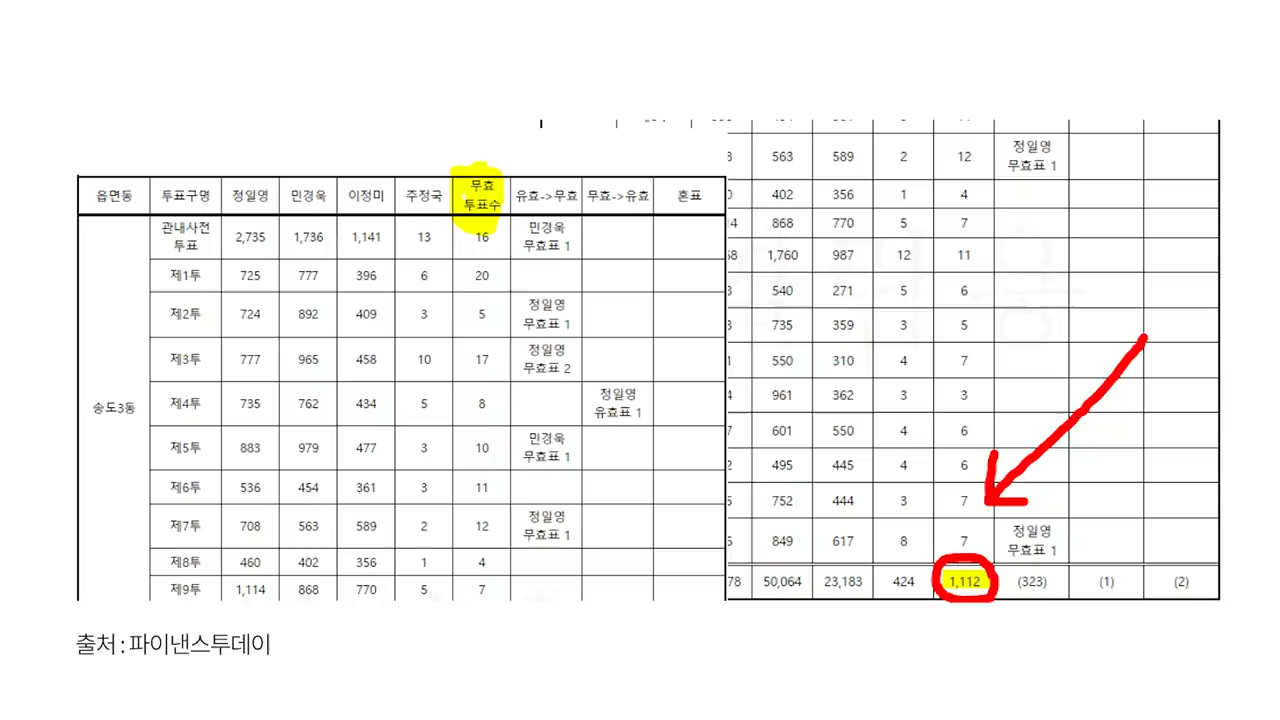 읍면동 투표구명 정일영 민경욱 이정미 주정국 무효 투표수 유효->무효 무효->유효 혼표
송도3동
관내사전 투표 2,735 1,736 1,141 13 16 민경욱 무효표 1
제1투 725 777 396 6 20
제2투 724 892 409 3 5 정일영 무효표 1
제3투 777 965 458 10 17 정일영 무효표 2
제4투 735 762 434 5 8 정일영 유효표 1
제5투 883 979 477 3 10 민경욱 무효표 1
제6투 536 454 361 3 11
제7투 708 563 589 2 12 정일영 무효표 1
제8투 460 402 356 1 4
제9투 1,114 868 770 5 7
563 589 2 12 정일영 무효표 1
402 356 1 4
868 770 5 7
1,760 987 12 11
540 271 5 6
735 359 3 5
550 310 4 7
961 362 3 3
601 550 4 6
495 445 4 6
752 444 3 7
849 617 8 7 정일영 무효표 1
78 50,064 23,183 424 1,112 (323) (1) (2)
출처 : 파이낸스투데이